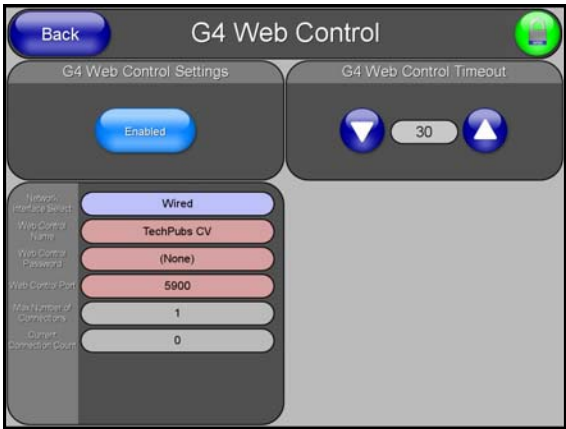 Back
G4 Web Control
G4 Web Control Settings
G4 Web Control Timeout
Enabled
30
Network
Interface Select
Wired
Web Control
Name
TechPubs CV
Web Control
Password
(None)
Web Control Port
5900
Max Number of
Connections
1
Current
Connection Count
0